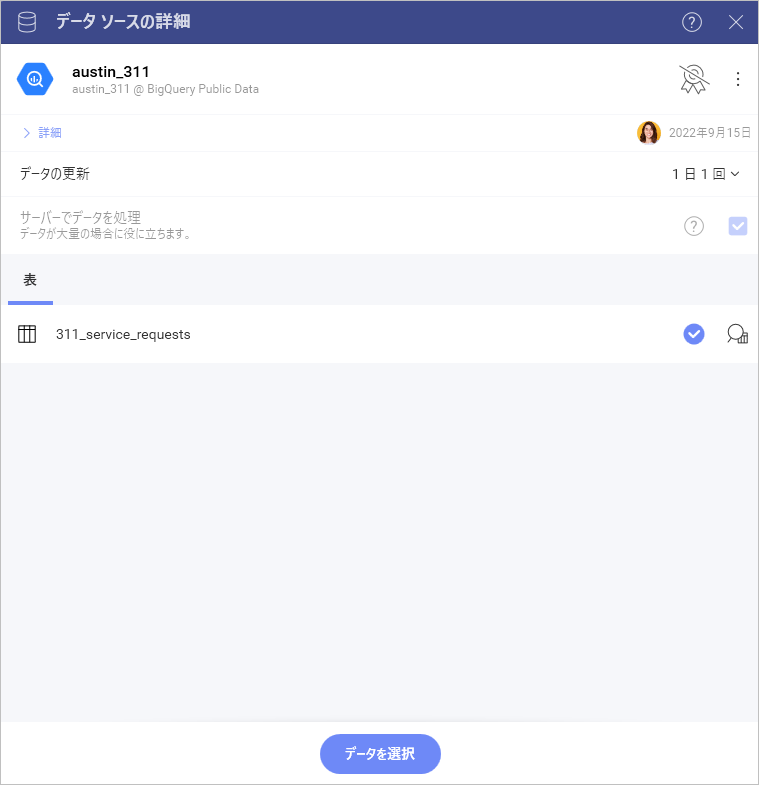 データ ソースの詳細
austin_311
austin_311 @ BigQuery Public Data
詳細
2022年9月15日
データの更新
1 日 1 回
サーバーでデータを処理
データが大量の場合に役に立ちます。
表
311_service_requests
データを選択